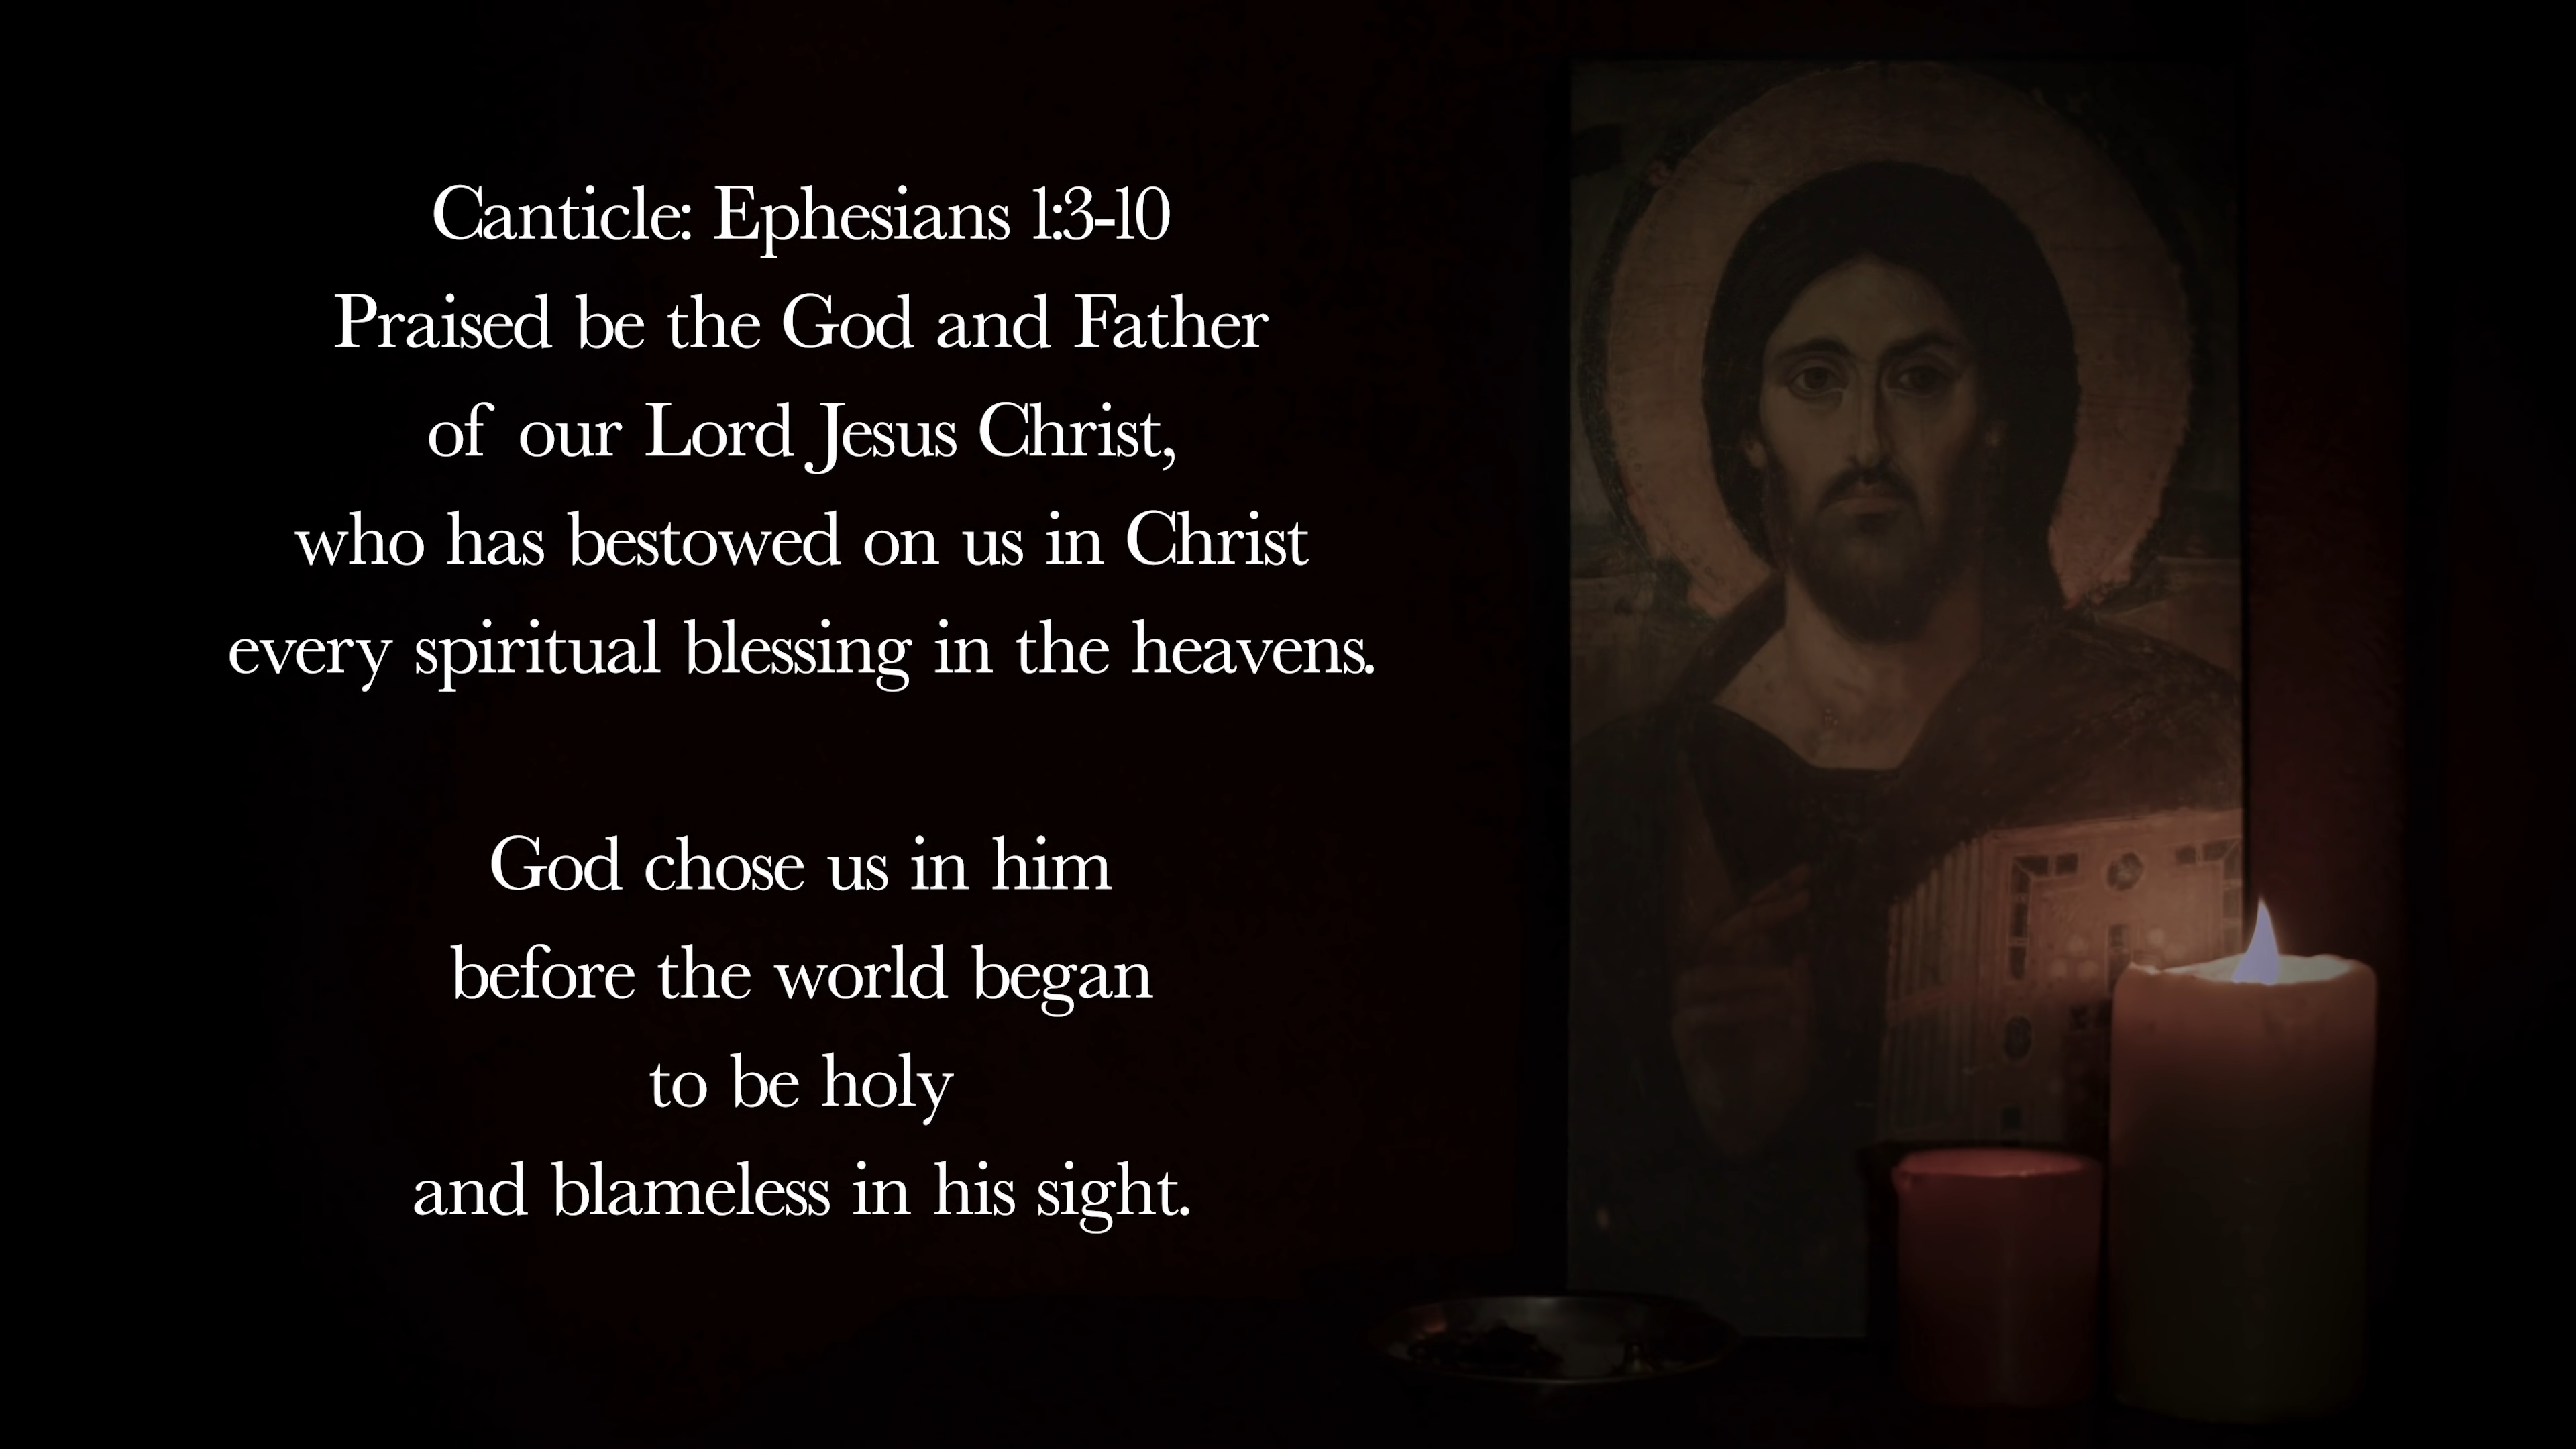 Canticle: Ephesians 1:3-10
Praised be the God and Father
of our Lord Jesus Christ,
who has bestowed on us in Christ
every spiritual blessing in the heavens.
God chose us in him
before the world began
to be holy
and blameless in his sight.